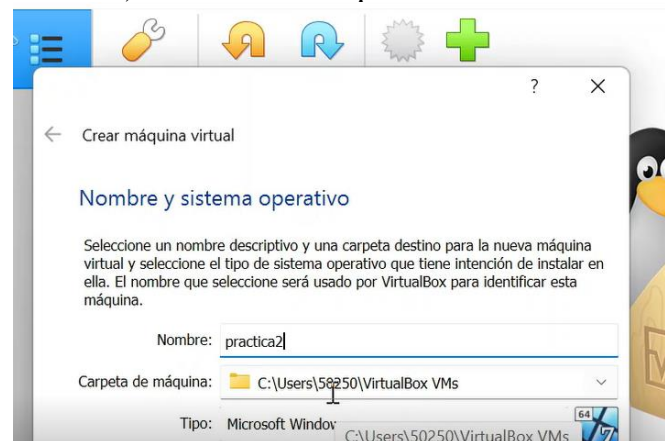 ?
Crear máquina virtual
Nombre y sistema operativo
Seleccione un nombre descriptivo y una carpeta destino para la nueva máquina
virtual y seleccione el tipo de sistema operativo que tiene intención de instalar en
ella. El nombre que seleccione será usado por VirtualBox para identificar esta
máquina.
Nombre: practica2
Carpeta de máquina: C:\Users\50250\VirtualBox VMs
Tipo: Microsoft Window
64
7
C:\Users\50250\VirtualBox VMs